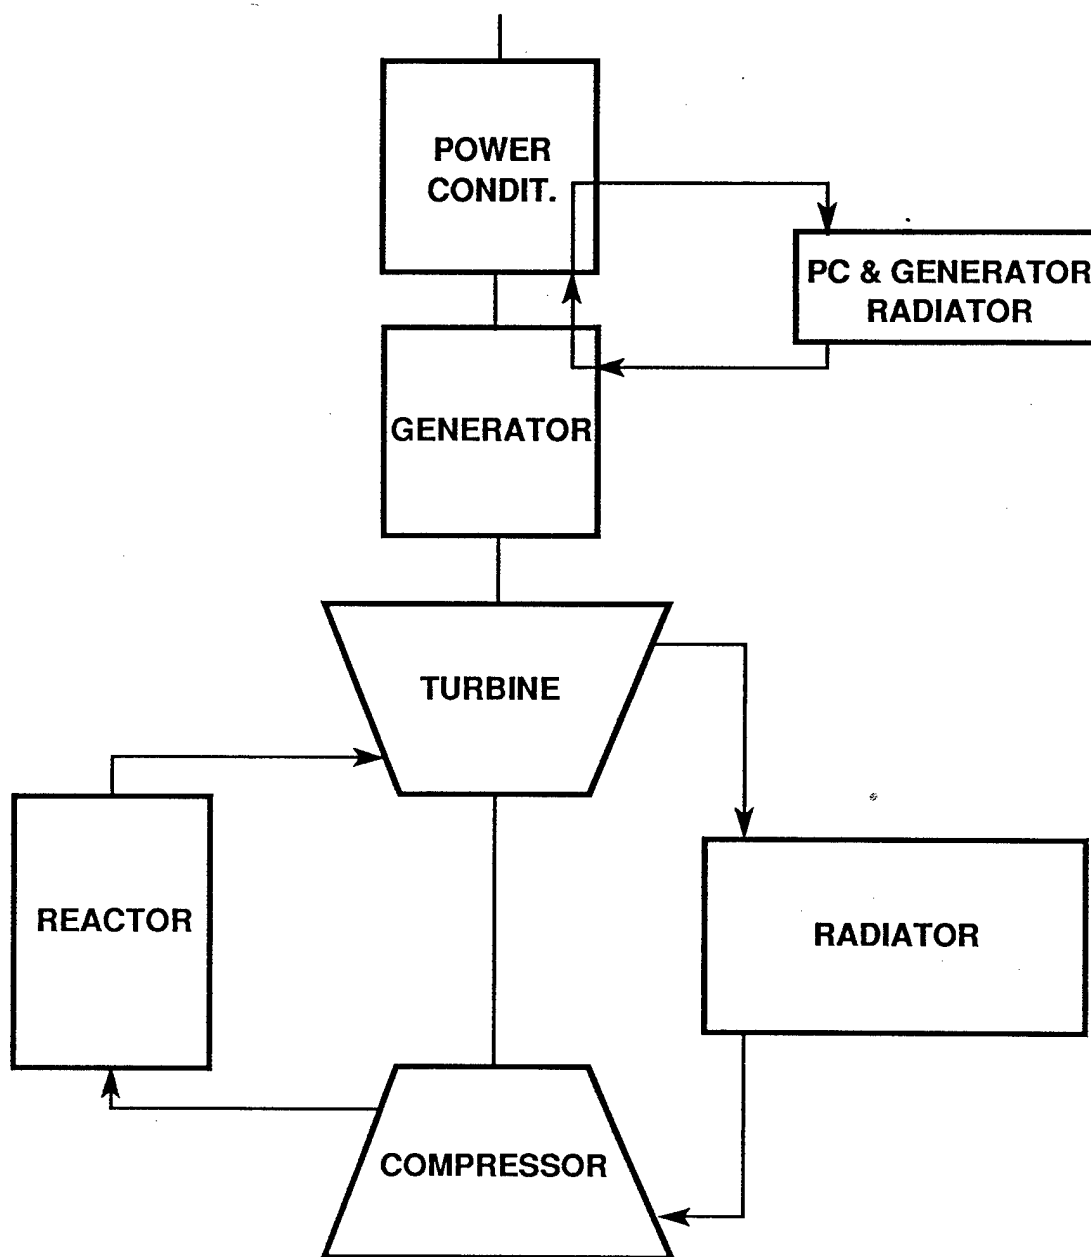 POWER
CONDIT.
PC & GENERATOR
RADIATOR
GENERATOR
TURBINE
REACTOR
RADIATOR
COMPRESSOR